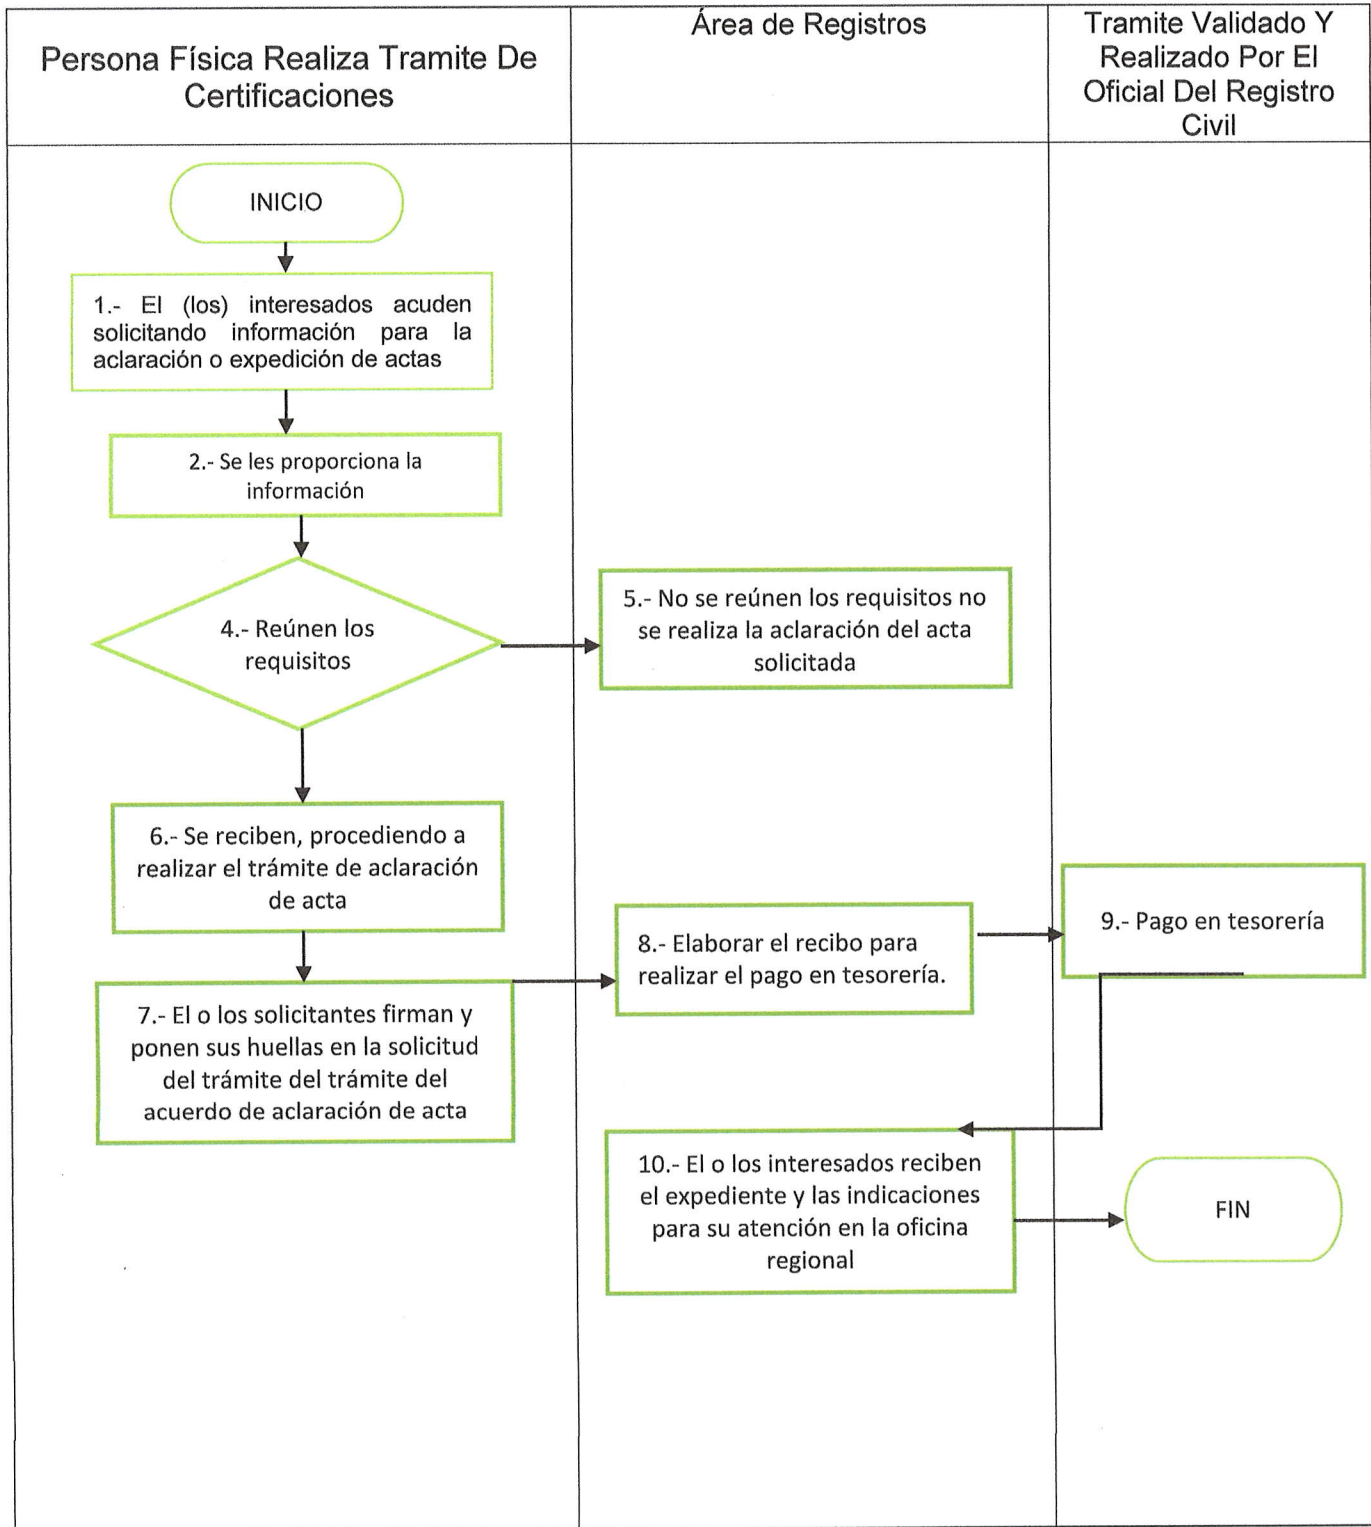 Persona Física Realiza Tramite De
Certificaciones
Área de Registros
Tramite Validado Y
Realizado Por El
Oficial Del Registro
Civil
INICIO
1.- El (los) interesados acuden
solicitando información para la
aclaración o expedición de actas
2.- Se les proporciona la
información
4.- Reúnen los
requisitos
5.- No se reúnen los requisitos no
se realiza la aclaración del acta
solicitada
6.- Se reciben, procediendo a
realizar el trámite de aclaración
de acta
7.- El o los solicitantes firman y
ponen sus huellas en la solicitud
del trámite del trámite del
acuerdo de aclaración de acta
8.- Elaborar el recibo para
realizar el pago en tesorería.
9.- Pago en tesorería
10.- El o los interesados reciben
el expediente y las indicaciones
para su atención en la oficina
regional
FIN